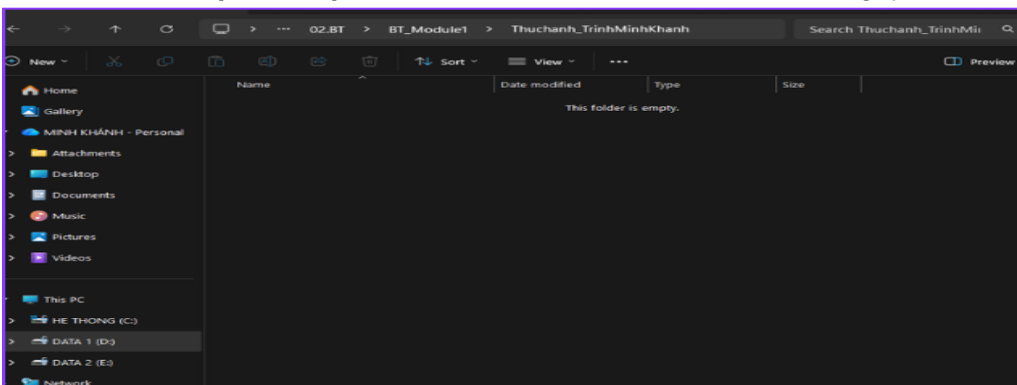 02.BT > BT_Module1 > Thuchanh_TrinhMinhKhanh
Search Thuchanh_TrinhMi
New
Sort
View
Preview
Name
Date modified
Type
Size
This folder is empty.
Home
Gallery
MINH KHÁNH - Personal
Attachments
Desktop
Documents
Music
Pictures
Videos
This PC
HE THONG (C:)
DATA 1 (D:)
DATA 2 (E:)
Network